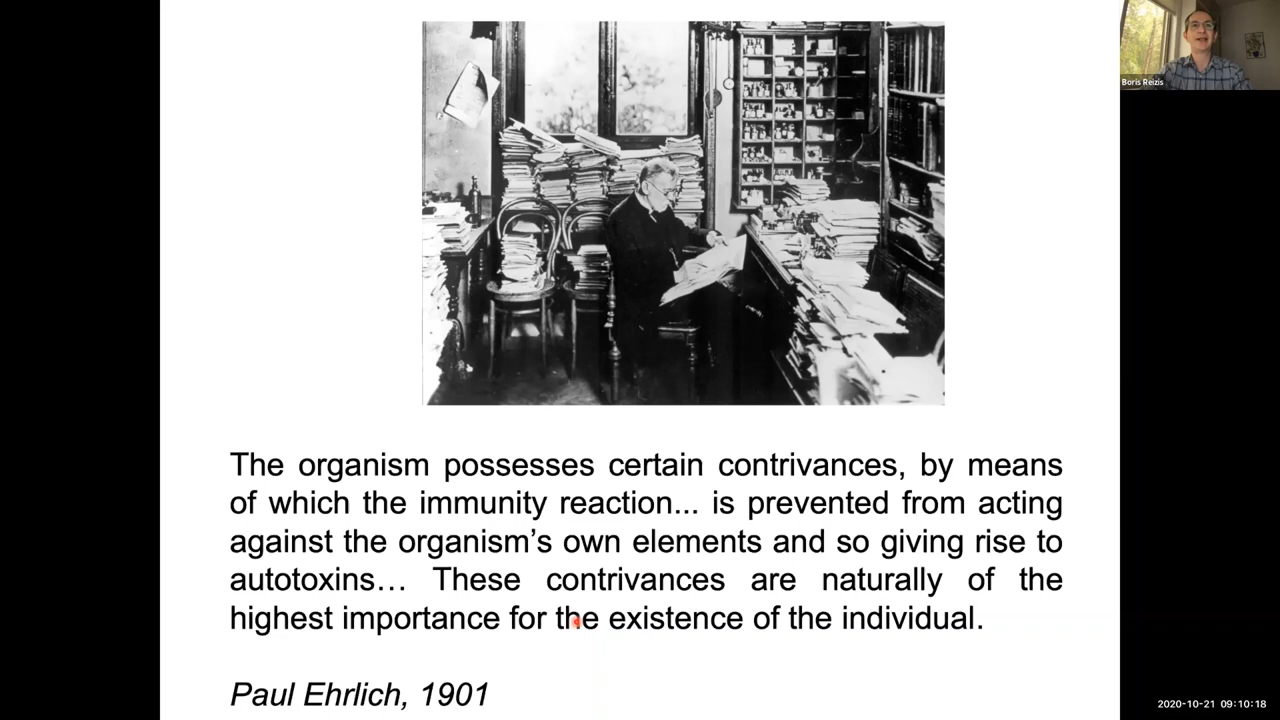 Boris Reizis
The organism possesses certain contrivances, by means
of which the immunity reaction... is prevented from acting
against the organism’s own elements and so giving rise to
autotoxins… These contrivances are naturally of the
highest importance for the existence of the individual.
Paul Ehrlich, 1901
2020-10-21 09:10:18